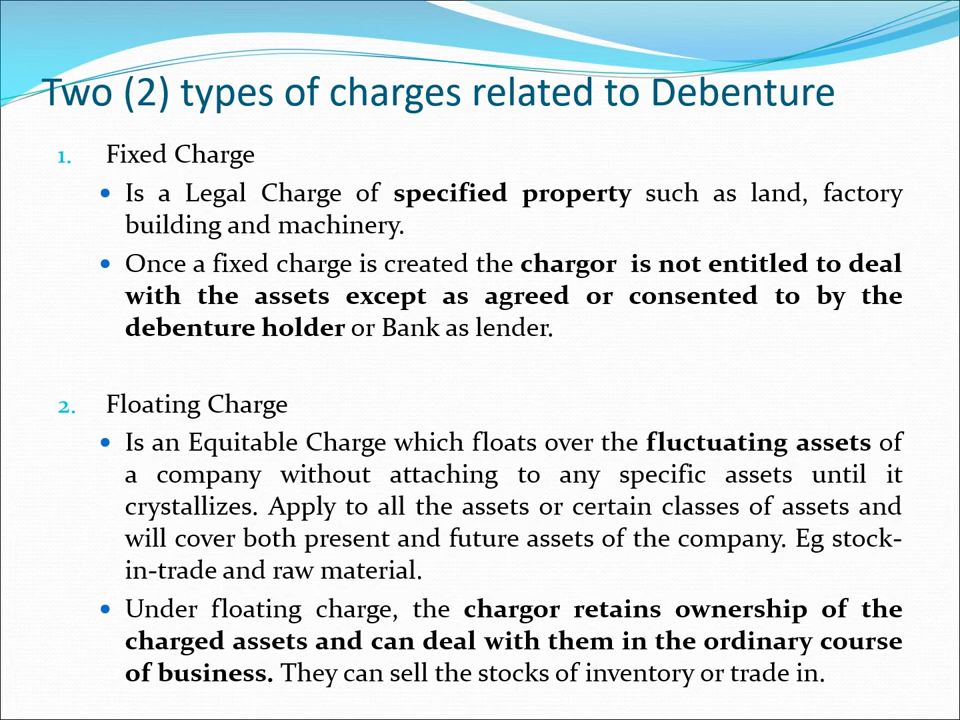 Two (2) types of charges related to Debenture
1. Fixed Charge
• Is a Legal Charge of specified property such as land, factory
building and machinery.
• Once a fixed charge is created the chargor is not entitled to deal
with the assets except as agreed or consented to by the
debenture holder or Bank as lender.
2. Floating Charge
• Is an Equitable Charge which floats over the fluctuating assets of
a company without attaching to any specific assets until it
crystallizes. Apply to all the assets or certain classes of assets and
will cover both present and future assets of the company. Eg stock-
in-trade and raw material.
• Under floating charge, the chargor retains ownership of the
charged assets and can deal with them in the ordinary course
of business. They can sell the stocks of inventory or trade in.